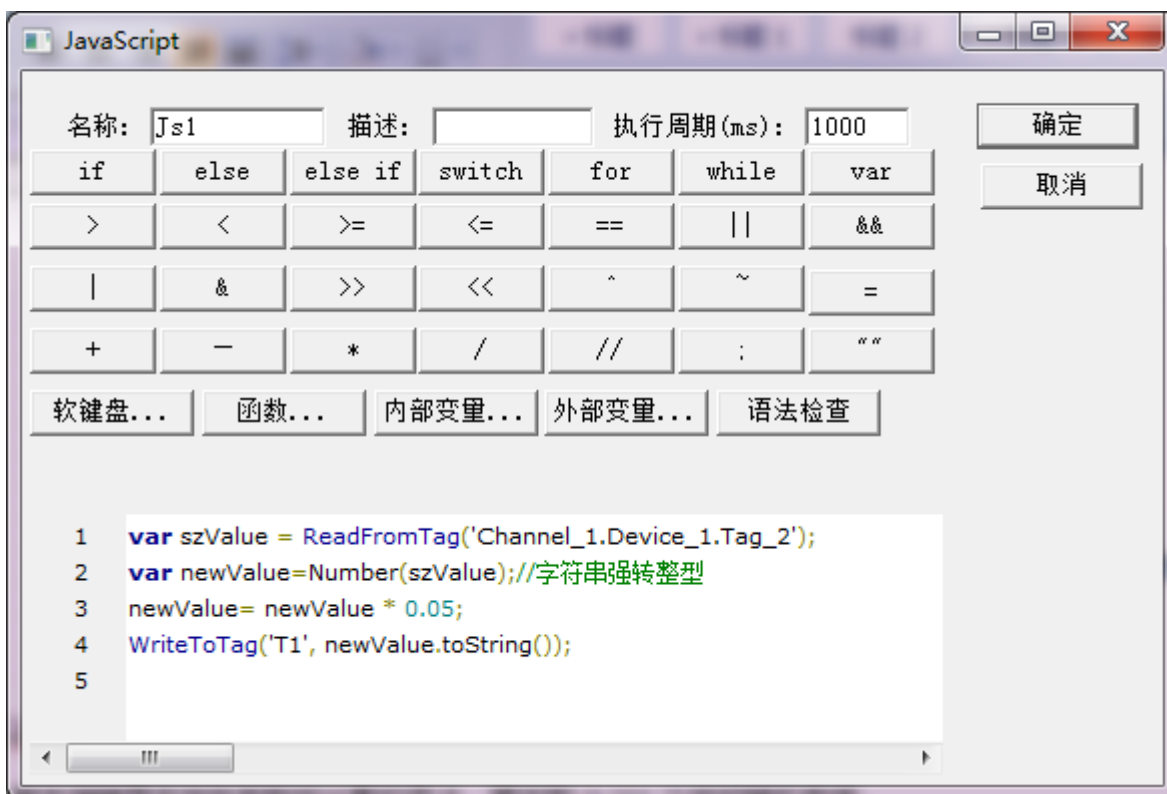 JavaScript
名称: Js1 描述: 执行周期(ms): 1000 确定
if else else if switch for while var 取消
> < >= <= == || &&
| & >> << ^ ~ =
+ — * / // ; ""
软键盘... 函数... 内部变量... 外部变量... 语法检查
1 var szValue = ReadFromTag('Channel_1.Device_1.Tag_2');
2 var newValue=Number(szValue);//字符串强转整型
3 newValue= newValue * 0.05;
4 WriteToTag('T1', newValue.toString());
5